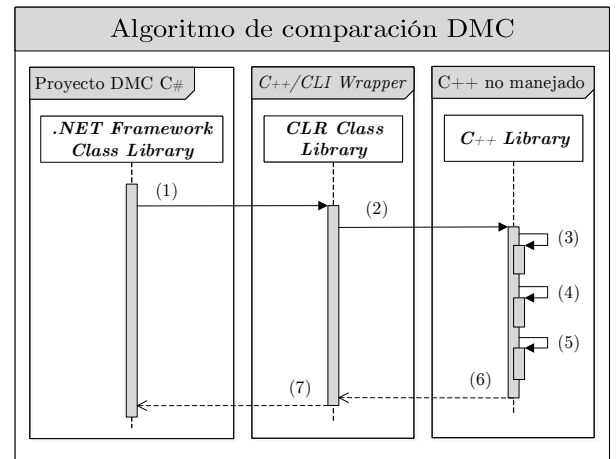 Algoritmo de comparación DMC
Proyecto DMC C#
C++/CLI Wrapper
C++ no manejado
.NET Framework
Class Library
CLR Class
Library
C++ Library
(1)
(2)
(3)
(4)
(5)
(6)
(7)